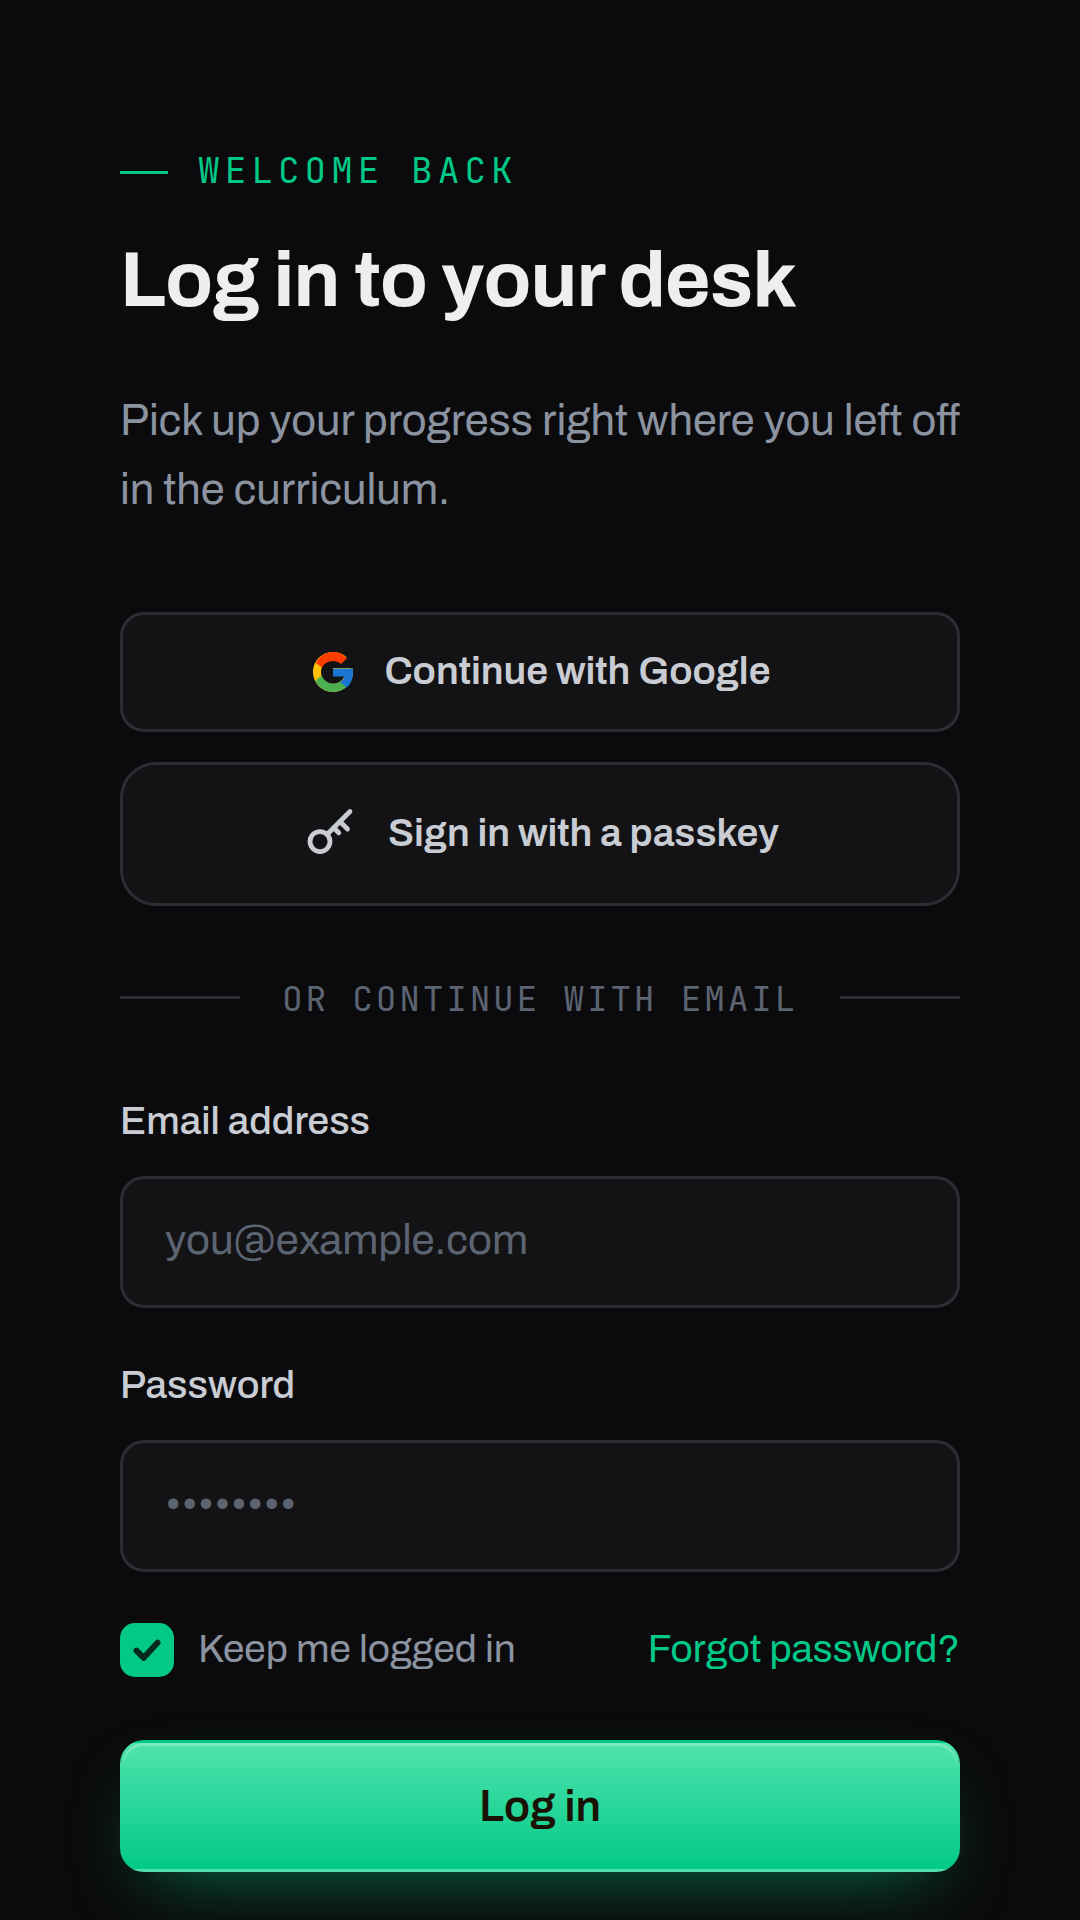 WELCOME BACK
Log in to your desk
Pick up your progress right where you left off
in the curriculum.
Continue with Google
Sign in with a passkey
OR CONTINUE WITH EMAIL
Email address
you@example.com
Password
••••••••
Keep me logged in
Forgot password?
Log in